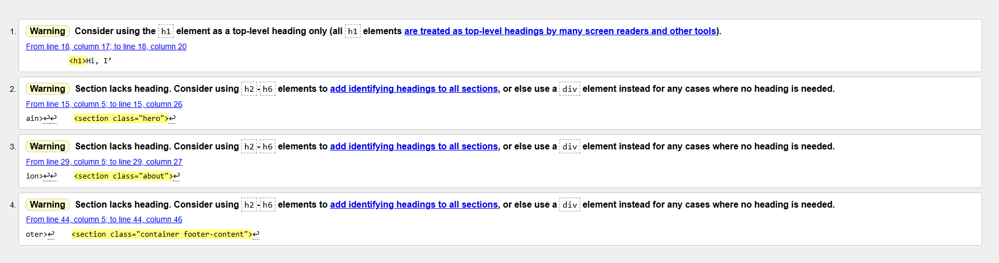 1. Warning Consider using the h1 element as a top-level heading only (all h1 elements are treated as top-level headings by many screen readers and other tools).
From line 18, column 17; to line 18, column 20
<h1>Hi, I’
2. Warning Section lacks heading. Consider using h2-h6 elements to add identifying headings to all sections, or else use a div element instead for any cases where no heading is needed.
From line 15, column 5; to line 15, column 26
ain>↩↩    <section class="hero">↩
3. Warning Section lacks heading. Consider using h2-h6 elements to add identifying headings to all sections, or else use a div element instead for any cases where no heading is needed.
From line 29, column 5; to line 29, column 27
ion>↩↩    <section class="about">↩
4. Warning Section lacks heading. Consider using h2-h6 elements to add identifying headings to all sections, or else use a div element instead for any cases where no heading is needed.
From line 44, column 5; to line 44, column 46
oter>↩    <section class="container footer-content">↩